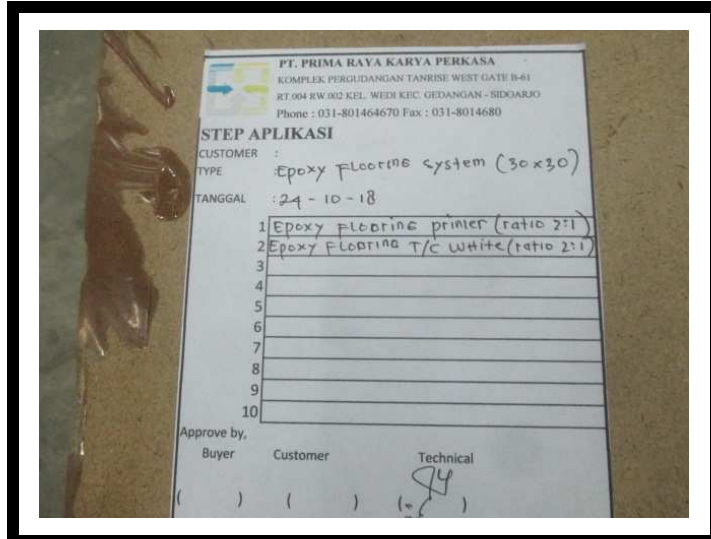 PT. PRIMA RAYA KARYA PERKASA
KOMPLEK PERGUDANGAN TANRISE WEST GATE B-61
RT.004 RW.002 KEL. WEDI KEC. GEDANGAN - SIDOARJO
Phone : 031-801464670 Fax : 031-8014680
STEP APLIKASI
CUSTOMER :
TYPE : Epoxy Flooring system (30x30)
TANGGAL : 24 - 10 - 18
1 Epoxy Flooring primer (ratio 2:1)
2 Epoxy Flooring T/C White (ratio 2:1)
3
4
5
6
7
8
9
10
Approve by,
Buyer Customer Technical
( ) ( ) ( )